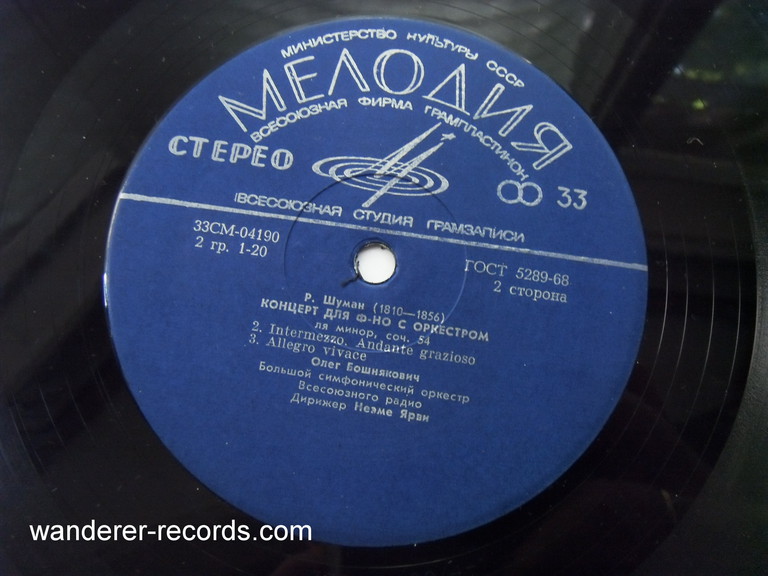 МИНИСТЕРСТВО КУЛЬТУРЫ СССР
МЕЛОДИЯ
ВСЕСОЮЗНАЯ ФИРМА ГРАМПЛАСТИНОК
СТЕРЕО
33
ВСЕСОЮЗНАЯ СТУДИЯ ГРАМЗАПИСИ
33СМ-04190
2 гр. 1-20
ГОСТ 5289-68
2 сторона
Р. Шуман (1810—1856)
КОНЦЕРТ ДЛЯ Ф-НО С ОРКЕСТРОМ
ля минор, соч. 54
2. Intermezzo. Andante grazioso
3. Allegro vivace
Олег Бошнякович
Большой симфонический оркестр
Всесоюзного радио
Дирижер Неэме Ярви
wanderer-records.com